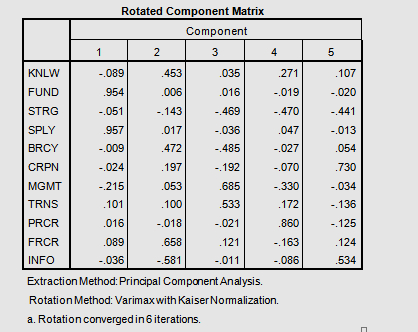 Rotated Component Matrix
Component
1 2 3 4 5
KNLW -.089 .453 .035 .271 .107
FUND .954 .006 .016 -.019 -.020
STRG -.051 -.143 -.469 -.470 -.441
SPLY .957 .017 -.036 .047 -.013
BRCY -.009 .472 -.485 -.027 .054
CRPN -.024 .197 -.192 -.070 .730
MGMT -.215 .053 .685 -.330 -.034
TRNS .101 .100 .533 .172 -.136
PRCR .016 -.018 -.021 .860 -.125
FRCR .089 .658 .121 -.163 .124
INFO -.036 -.581 -.011 -.086 .534
Extraction Method: Principal Component Analysis.
Rotation Method: Varimax with Kaiser Normalization.
a. Rotation converged in 6 iterations.